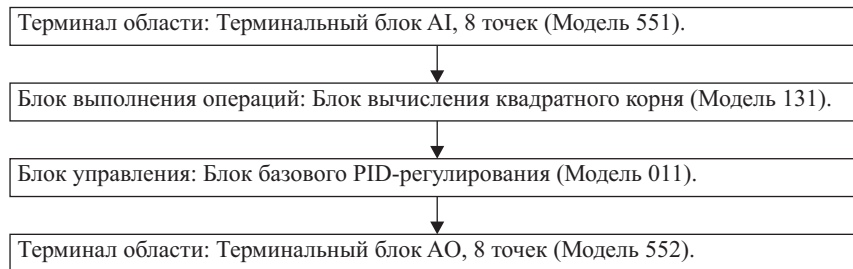 Терминал области: Терминальный блок AI, 8 точек (Модель 551).
Блок выполнения операций: Блок вычисления квадратного корня (Модель 131).
Блок управления: Блок базового PID-регулирования (Модель 011).
Терминал области: Терминальный блок AO, 8 точек (Модель 552).